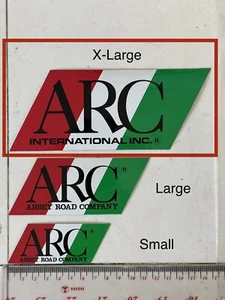 X-Large
ARC
INTERNATIONAL INC. R
ARC
ABBEY ROAD COMPANY
Large
ARC
ABBEY ROAD COMPANY
Small